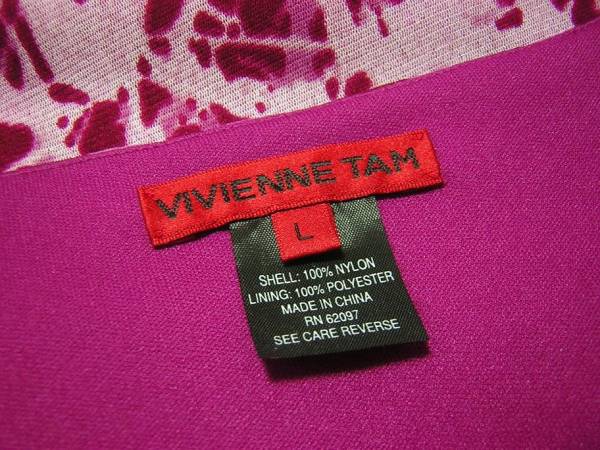 VIVIENNE TAM
L
SHELL: 100% NYLON
LINING: 100% POLYESTER
MADE IN CHINA
RN 62097
SEE CARE REVERSE